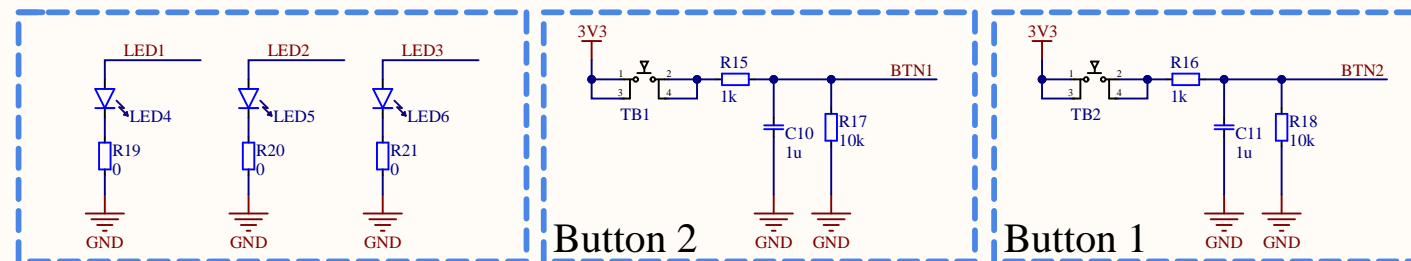 LED1
LED4
R19
0
GND
LED2
LED5
R20
0
GND
LED3
LED6
R21
0
GND
3V3
1
2
3
4
TB1
R15
1k
BTN1
C10
1u
R17
10k
GND
GND
Button 2
3V3
1
2
3
4
TB2
R16
1k
BTN2
C11
1u
R18
10k
GND
GND
Button 1